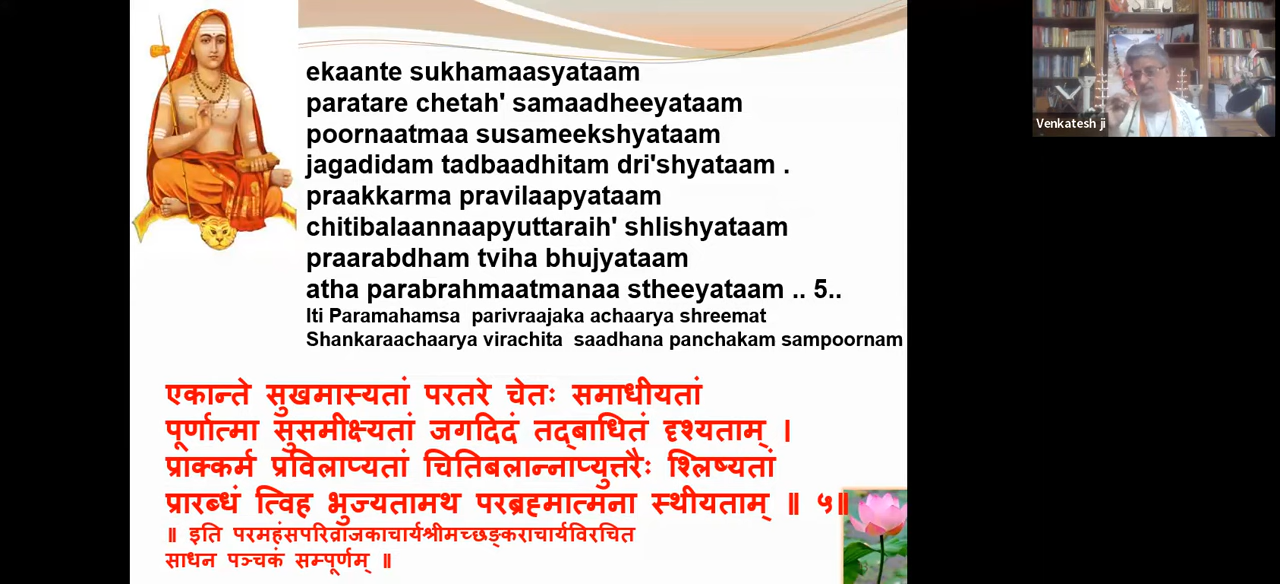 ekaante sukhamaasyataam
paratare chetah' samaadheeyataam
poornaatmaa susameekshyataam
jagadidam tadbaadhitam dri'shyataam .
praakkarma pravilaapyataam
chitibalaannaapyuttaraih' shlishyataam
praarabdham tviha bhujyataam
atha parabrahmaatmanaa stheeyataam .. 5..
Iti Paramahamsa parivraajaka achaarya shreemat
Shankaraachaarya virachita saadhana panchakam sampoornam
एकान्ते सुखमास्यतां परतरे चेतः समाधीयतां
पूर्णात्मा सुसमीक्ष्यतां जगदिदं तद्बाधितं दृश्यताम् ।
प्राक्कर्म प्रविलाप्यतां चितिबलान्नाप्युत्तरैः श्लिष्यतां
प्रारब्धं त्विह भुज्यतामथ परब्रह्मात्मना स्थीयताम् ॥ ५॥
॥ इति परमहंसपरिव्राजकाचार्यश्रीमच्छङ्कराचार्यविरचित
साधन पञ्चकं सम्पूर्णम् ॥
Venkatesh ji